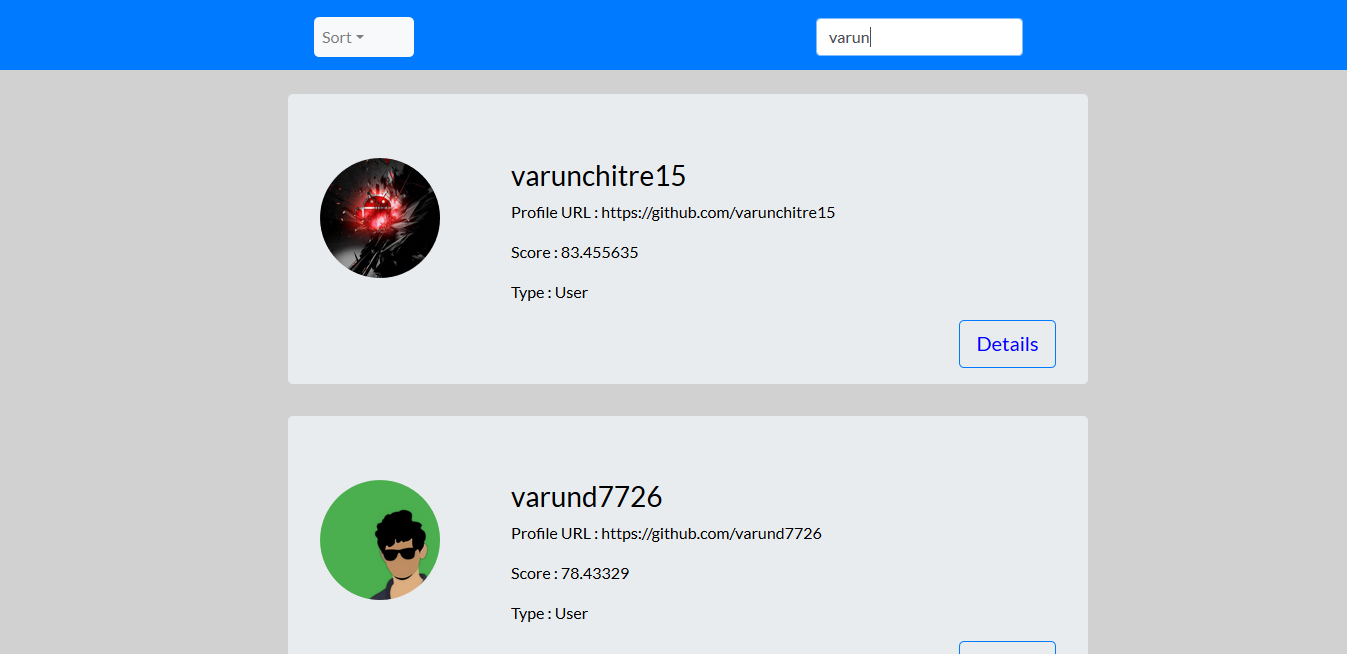 Sort
varun
varunchitre15
Profile URL : https://github.com/varunchitre15
Score : 83.455635
Type : User
Details
varund7726
Profile URL : https://github.com/varund7726
Score : 78.43329
Type : User